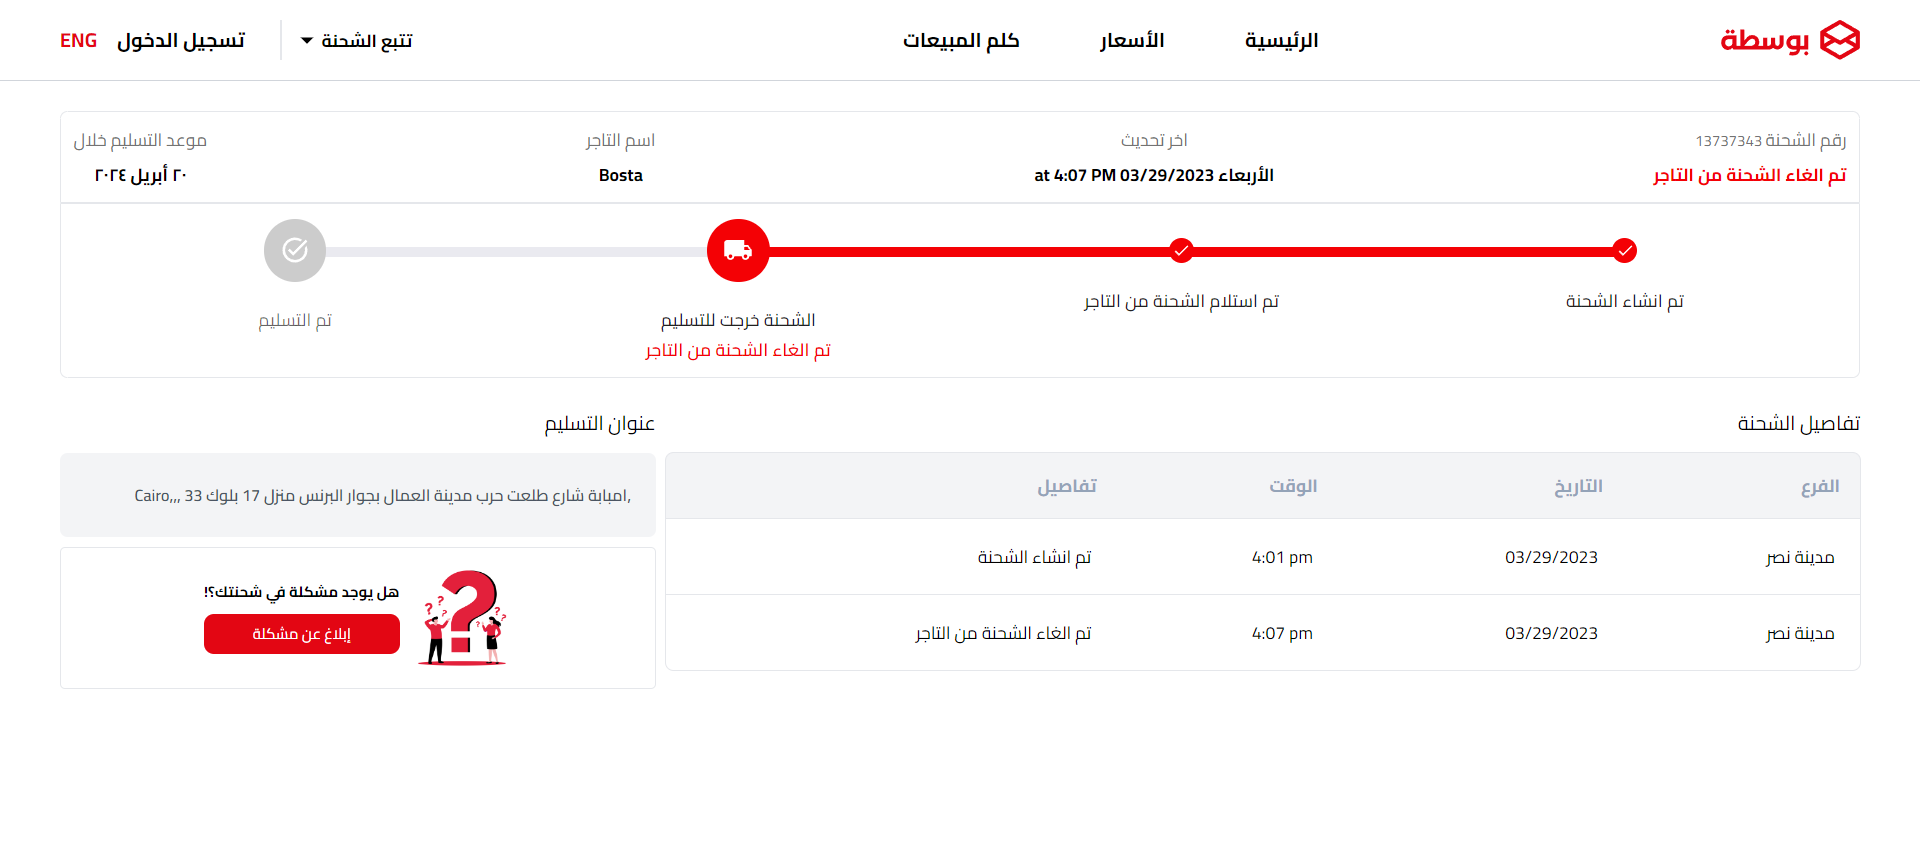 بوسطة
الرئيسية
الأسعار
كلم المبيعات
تتبع الشحنة
تسجيل الدخول
ENG
رقم الشحنة 13737343
تم الغاء الشحنة من التاجر
اخر تحديث
الأربعاء 03/29/2023 at 4:07 PM
اسم التاجر
Bosta
موعد التسليم خلال
٢٠ أبريل ٢٠٢٤
تم انشاء الشحنة
تم استلام الشحنة من التاجر
الشحنة خرجت للتسليم
تم الغاء الشحنة من التاجر
تم التسليم
تفاصيل الشحنة
الفرع التاريخ الوقت تفاصيل
مدينة نصر 03/29/2023 4:01 pm تم انشاء الشحنة
مدينة نصر 03/29/2023 4:07 pm تم الغاء الشحنة من التاجر
عنوان التسليم
,امبابة شارع طلعت حرب مدينة العمال بجوار البرنس منزل 17 بلوك 33 ,,,Cairo
هل يوجد مشكلة في شحنتك؟!
إبلاغ عن مشكلة